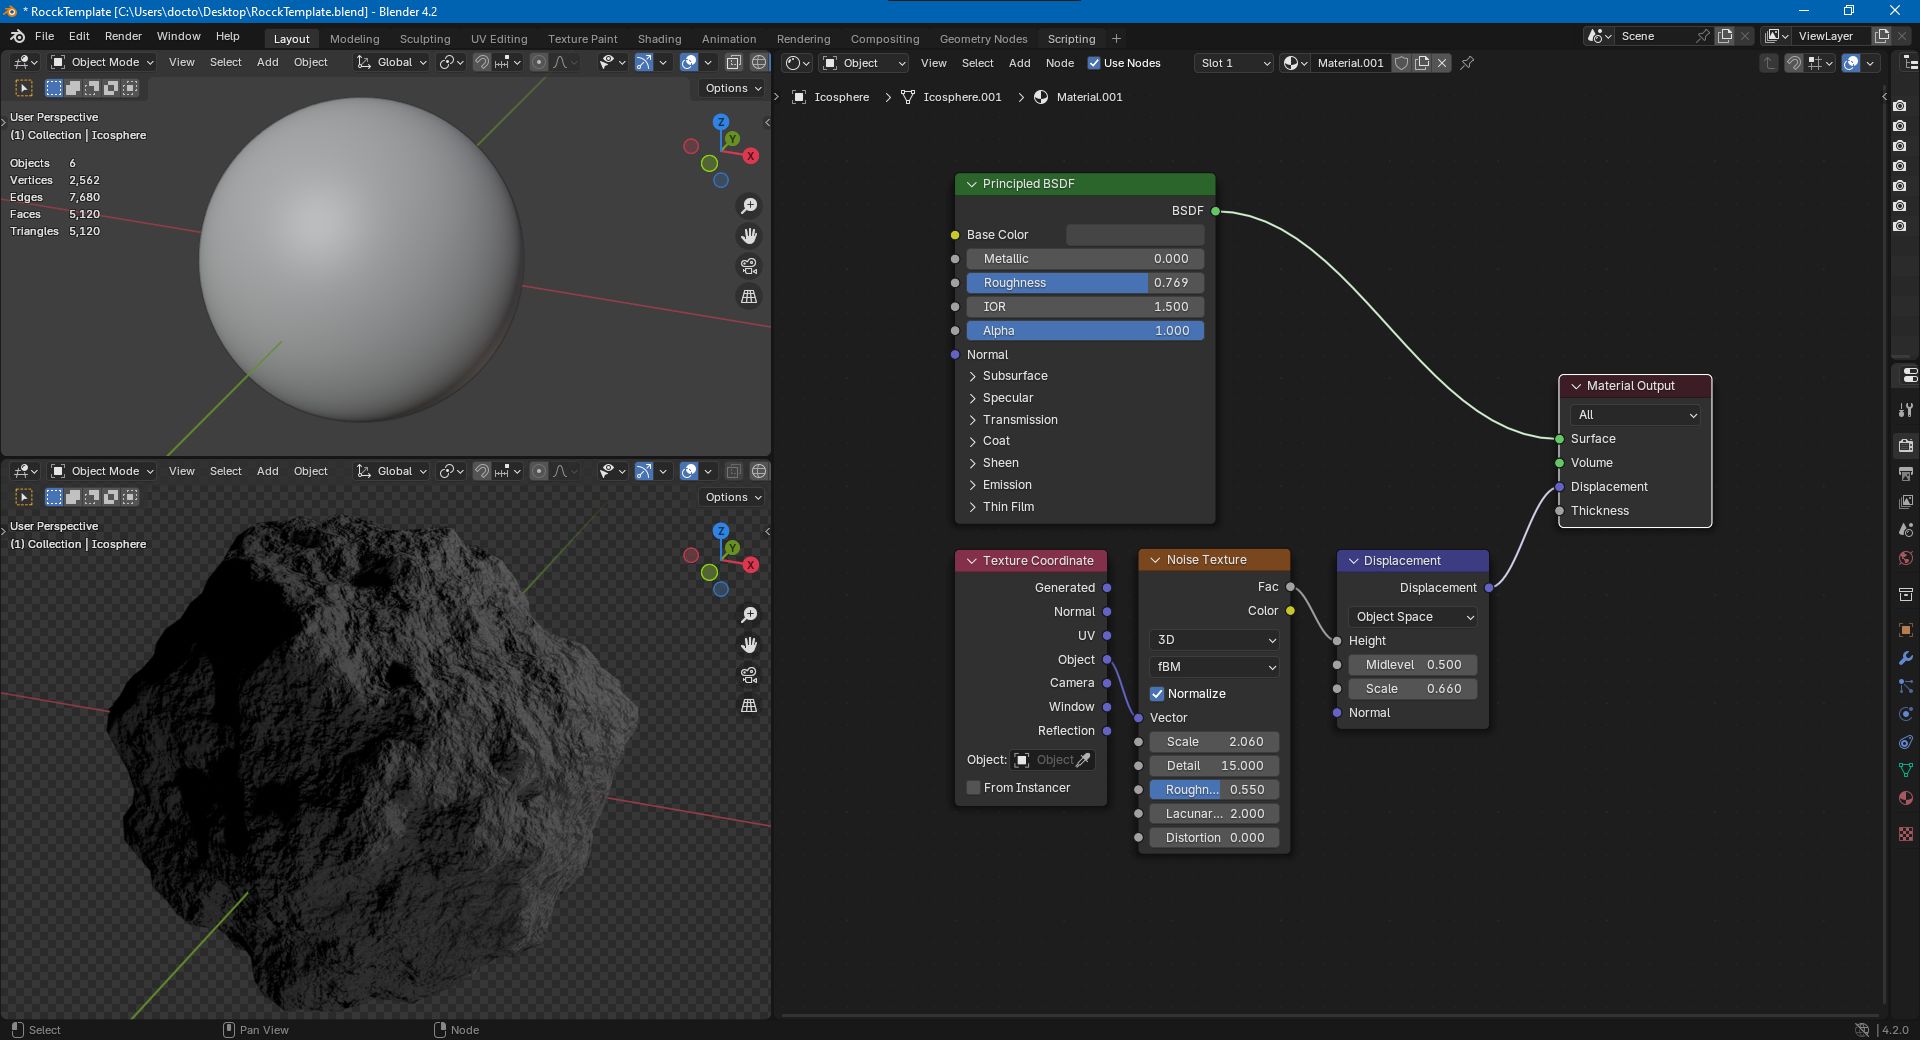 * RocckTemplate [C:\Users\docto\Desktop\RocckTemplate.blend] - Blender 4.2
File Edit Render Window Help Layout Modeling Sculpting UV Editing Texture Paint Shading Animation Rendering Compositing Geometry Nodes Scripting + Scene ViewLayer
Object Mode View Select Add Object Global
Options
User Perspective
(1) Collection | Icosphere
Objects 6
Vertices 2,562
Edges 7,680
Faces 5,120
Triangles 5,120
Z
Y
X
Object Mode View Select Add Object Global
Options
User Perspective
(1) Collection | Icosphere
Z
Y
X
Object View Select Add Node Use Nodes Slot 1 Material.001
Icosphere > Icosphere.001 > Material.001
Principled BSDF
BSDF
Base Color
Metallic 0.000
Roughness 0.769
IOR 1.500
Alpha 1.000
Normal
Subsurface
Specular
Transmission
Coat
Sheen
Emission
Thin Film
Material Output
All
Surface
Volume
Displacement
Thickness
Texture Coordinate
Generated
Normal
UV
Object
Camera
Window
Reflection
Object: Object
From Instancer
Noise Texture
Fac
Color
3D
fBM
Normalize
Vector
Scale 2.060
Detail 15.000
Roughn... 0.550
Lacunar... 2.000
Distortion 0.000
Displacement
Displacement
Object Space
Height
Midlevel 0.500
Scale 0.660
Normal
Select Pan View Node 4.2.0